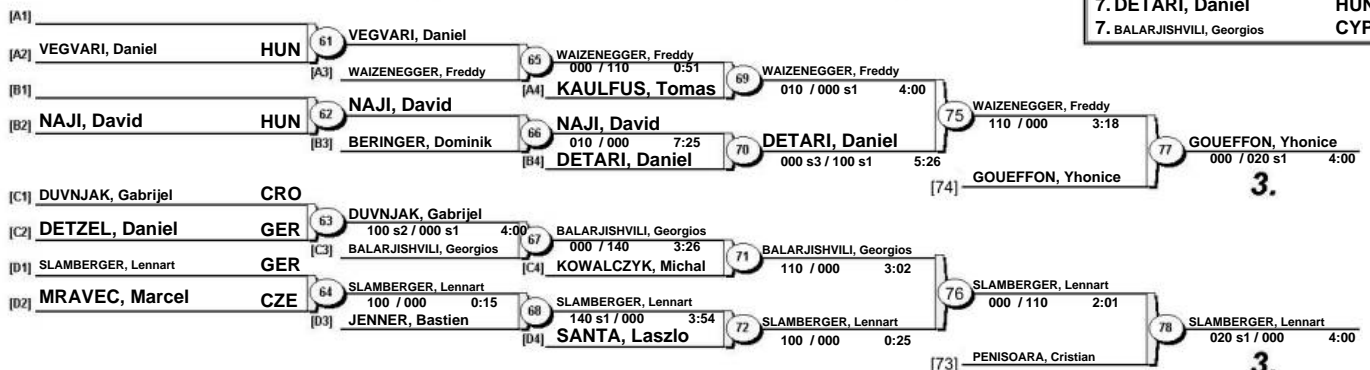 7. DETARI, Daniel HUN
7. BALARJISHVILI, Georgios CYP
[A1]
[A2] VEGVARI, Daniel HUN
61 VEGVARI, Daniel
[A3] WAIZENEGGER, Freddy
65 WAIZENEGGER, Freddy
000 / 110 0:51
[A4] KAULFUS, Tomas
69 WAIZENEGGER, Freddy
010 / 000 s1 4:00
[B1]
[B2] NAJI, David HUN
62 NAJI, David
[B3] BERINGER, Dominik
66 NAJI, David
010 / 000 7:25
[B4] DETARI, Daniel
70 DETARI, Daniel
000 s3 / 100 s1 5:26
75 WAIZENEGGER, Freddy
110 / 000 3:18
[74] GOUEFFON, Yhonice
77 GOUEFFON, Yhonice
000 / 020 s1 4:00
3.
[C1] DUVNJAK, Gabrijel CRO
[C2] DETZEL, Daniel GER
63 DUVNJAK, Gabrijel
100 s2 / 000 s1 4:00
[C3] BALARJISHVILI, Georgios
67 BALARJISHVILI, Georgios
000 / 140 3:26
[C4] KOWALCZYK, Michal
71 BALARJISHVILI, Georgios
110 / 000 3:02
[D1] SLAMBERGER, Lennart GER
[D2] MRAVEC, Marcel CZE
64 SLAMBERGER, Lennart
100 / 000 0:15
[D3] JENNER, Bastien
68 SLAMBERGER, Lennart
140 s1 / 000 3:54
[D4] SANTA, Laszlo
72 SLAMBERGER, Lennart
100 / 000 0:25
76 SLAMBERGER, Lennart
000 / 110 2:01
[73] PENISOARA, Cristian
78 SLAMBERGER, Lennart
020 s1 / 000 4:00
3.